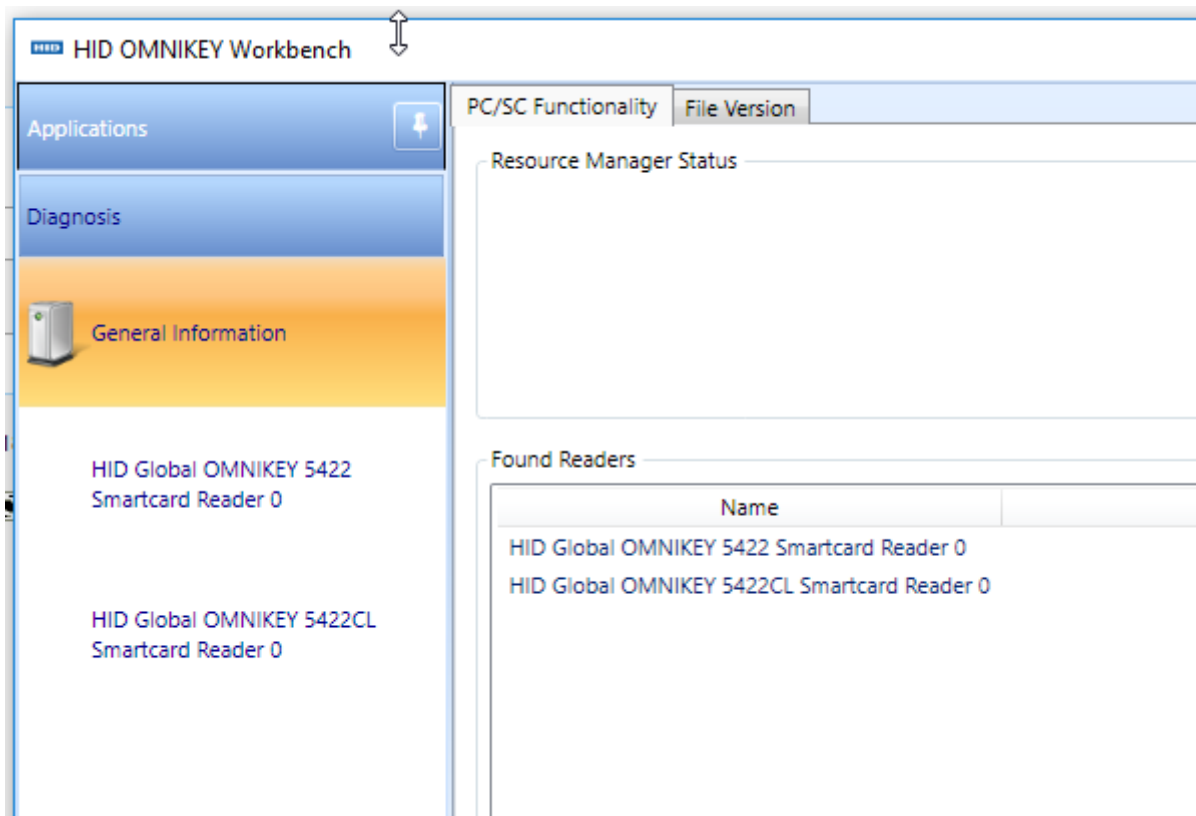 HID HID OMNIKEY Workbench
Applications
Diagnosis
General Information
HID Global OMNIKEY 5422
Smartcard Reader 0
HID Global OMNIKEY 5422CL
Smartcard Reader 0
PC/SC Functionality
File Version
Resource Manager Status
Found Readers
Name
HID Global OMNIKEY 5422 Smartcard Reader 0
HID Global OMNIKEY 5422CL Smartcard Reader 0